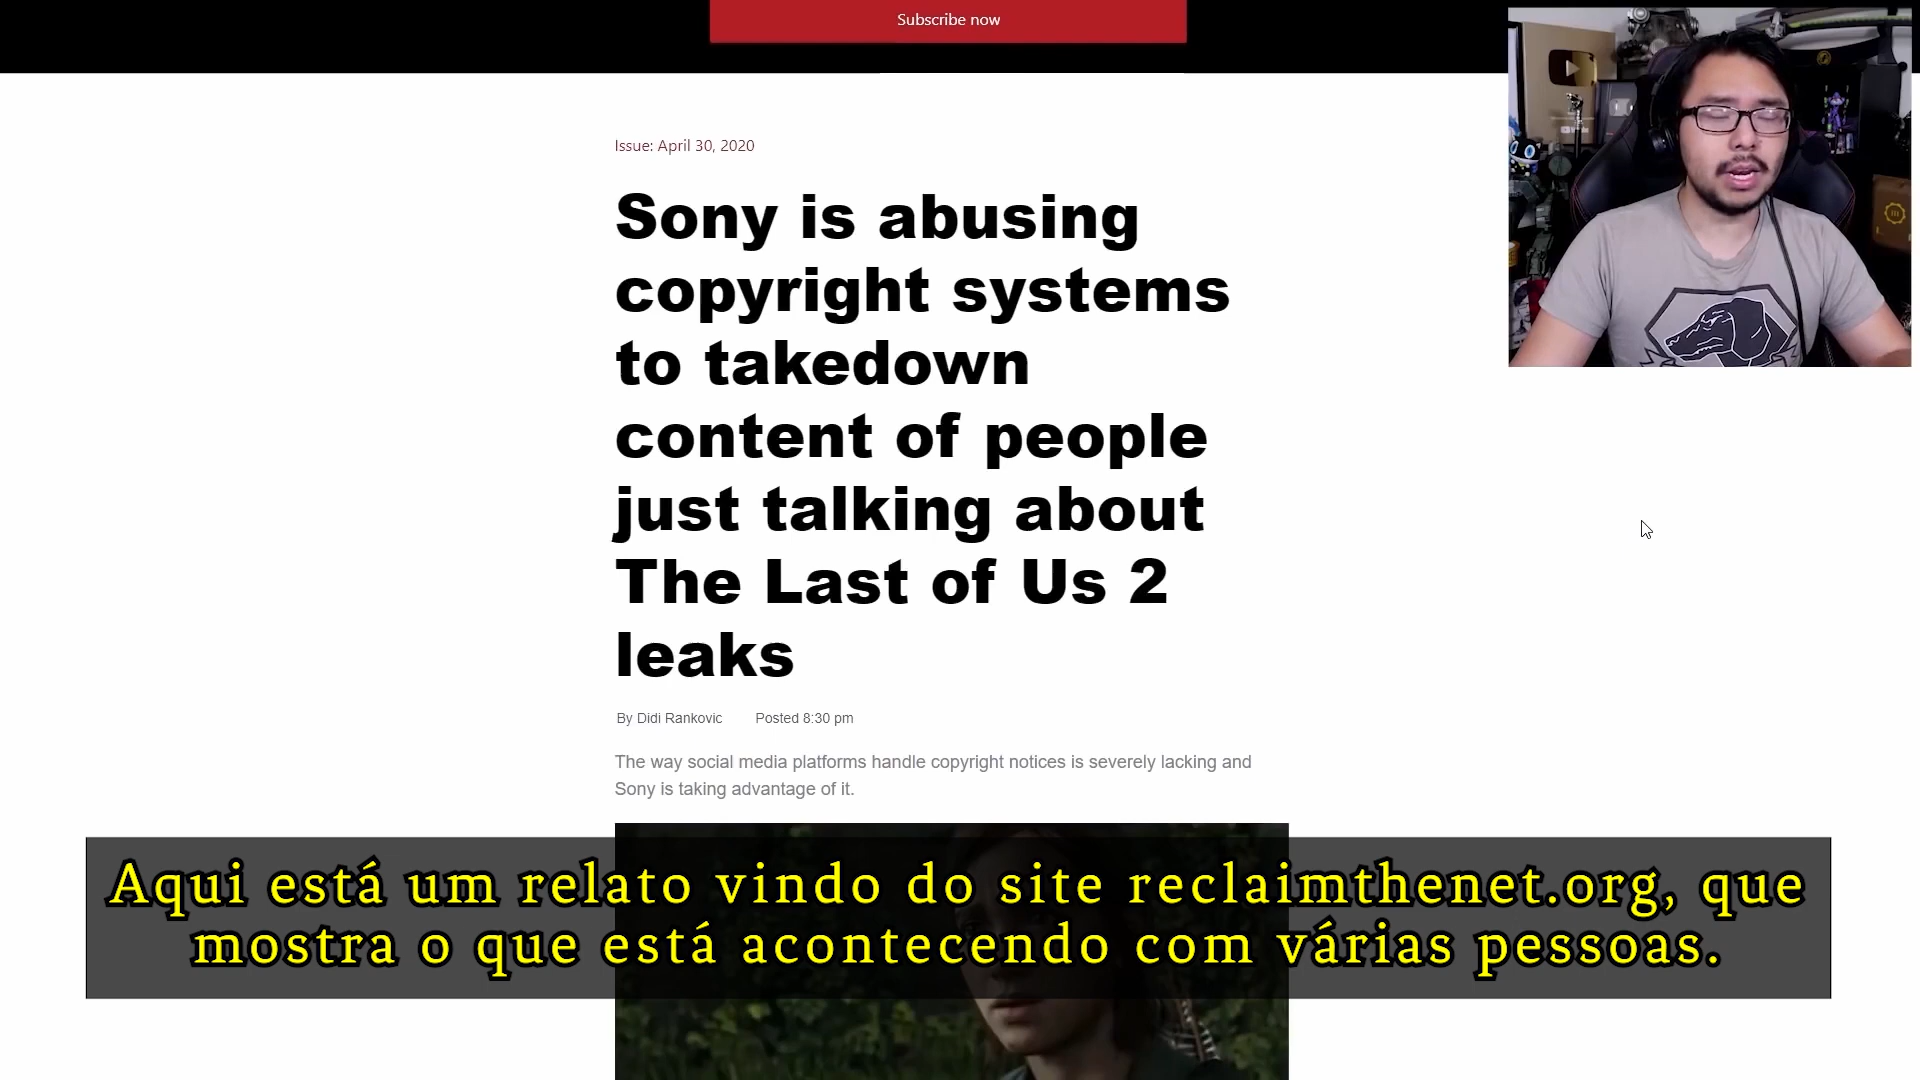 Subscribe now
Issue: April 30, 2020
Sony is abusing
copyright systems
to takedown
content of people
just talking about
The Last of Us 2
leaks
By Didi Rankovic Posted 8:30 pm
The way social media platforms handle copyright notices is severely lacking and
Sony is taking advantage of it.
Aqui está um relato vindo do site reclaimthenet.org, que
mostra o que está acontecendo com várias pessoas.